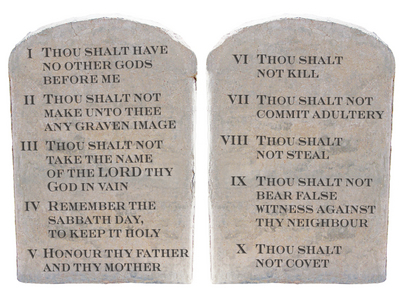 I THOU SHALT HAVE
NO OTHER GODS
BEFORE ME
II THOU SHALT NOT
MAKE UNTO THEE
ANY GRAVEN IMAGE
III THOU SHALT NOT
TAKE THE NAME
OF THE LORD THY
GOD IN VAIN
IV REMEMBER THE
SABBATH DAY,
TO KEEP IT HOLY
V HONOUR THY FATHER
AND THY MOTHER
VI THOU SHALT
NOT KILL
VII THOU SHALT NOT
COMMIT ADULTERY
VIII THOU SHALT
NOT STEAL
IX THOU SHALT NOT
BEAR FALSE
WITNESS AGAINST
THY NEIGHBOUR
X THOU SHALT
NOT COVET